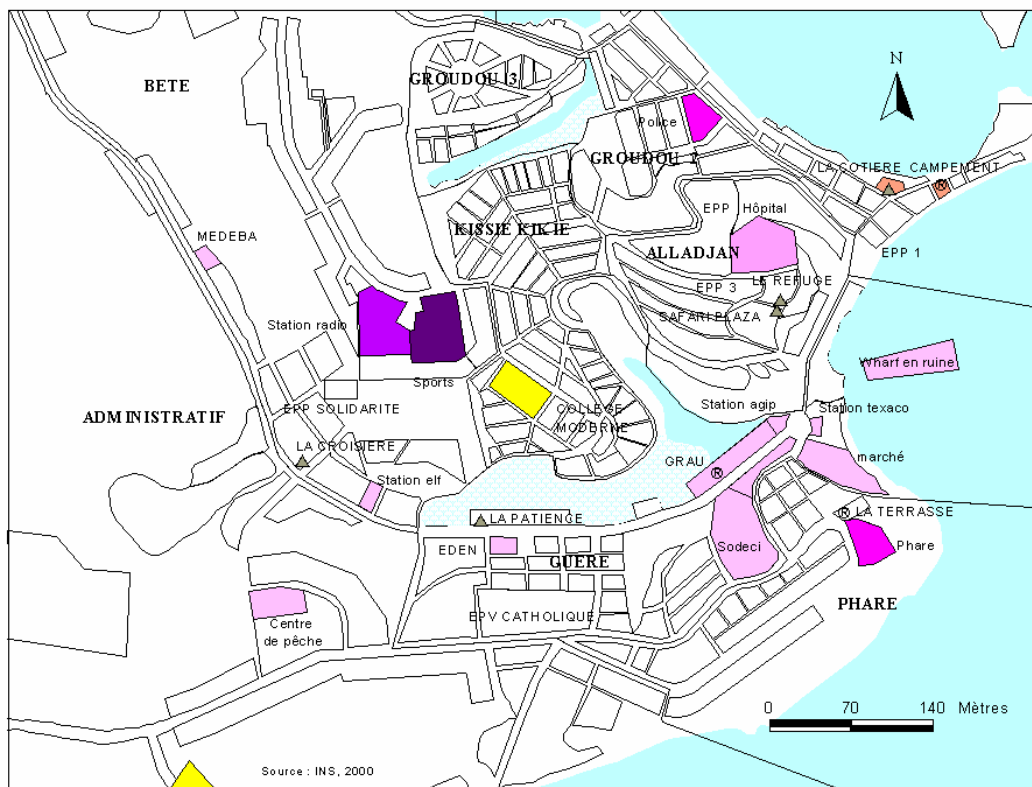 N
BETE
GROUDOU 3
Police
GROUDOU 2
LA COTIERE CAMPEMENT
R
EPP
Hôpital
KISSIE KIKIE
MEDEBA
ALLADJAN
EPP 1
EPP 3
LE REFUGE
SAFARI PLAZA
Station radio
Wharf en ruine
Sports
Station agip
Station texaco
EPP SOLIDARITE
COLLEGE
MODERNE
ADMINISTRATIF
LA CROISIERE
GRAU
R
marché
Station elf
LA PATIENCE
R
LA TERRASSE
EDEN
GUERE
Sodeci
Phare
EPV CATHOLIQUE
PHARE
Centre
de pêche
0 70 140 Mètres
Source : INS, 2000